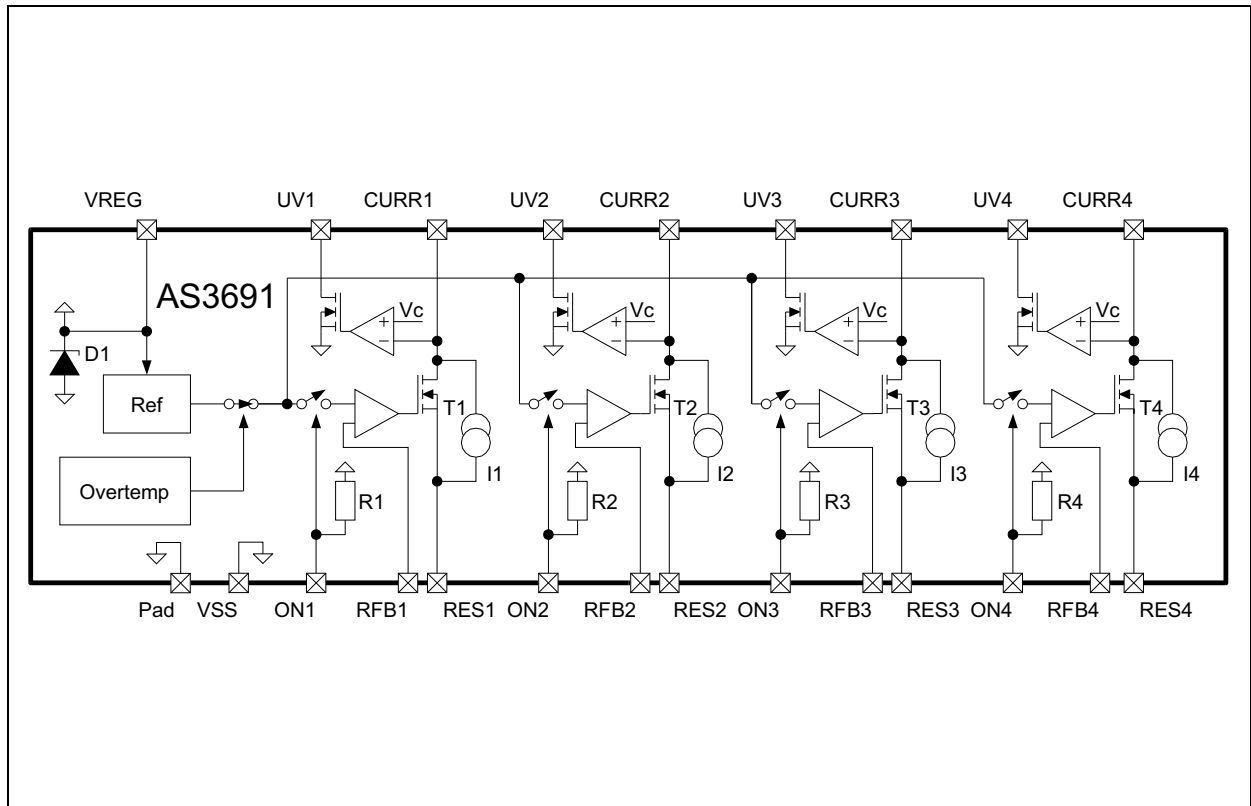 VREG UV1 CURR1 UV2 CURR2 UV3 CURR3 UV4 CURR4
AS3691
Vc Vc Vc Vc
+ + + +
- - - -
D1
Ref
T1 T2 T3 T4
Overtemp
I1 I2 I3 I4
R1 R2 R3 R4
Pad VSS ON1 RFB1 RES1 ON2 RFB2 RES2 ON3 RFB3 RES3 ON4 RFB4 RES4